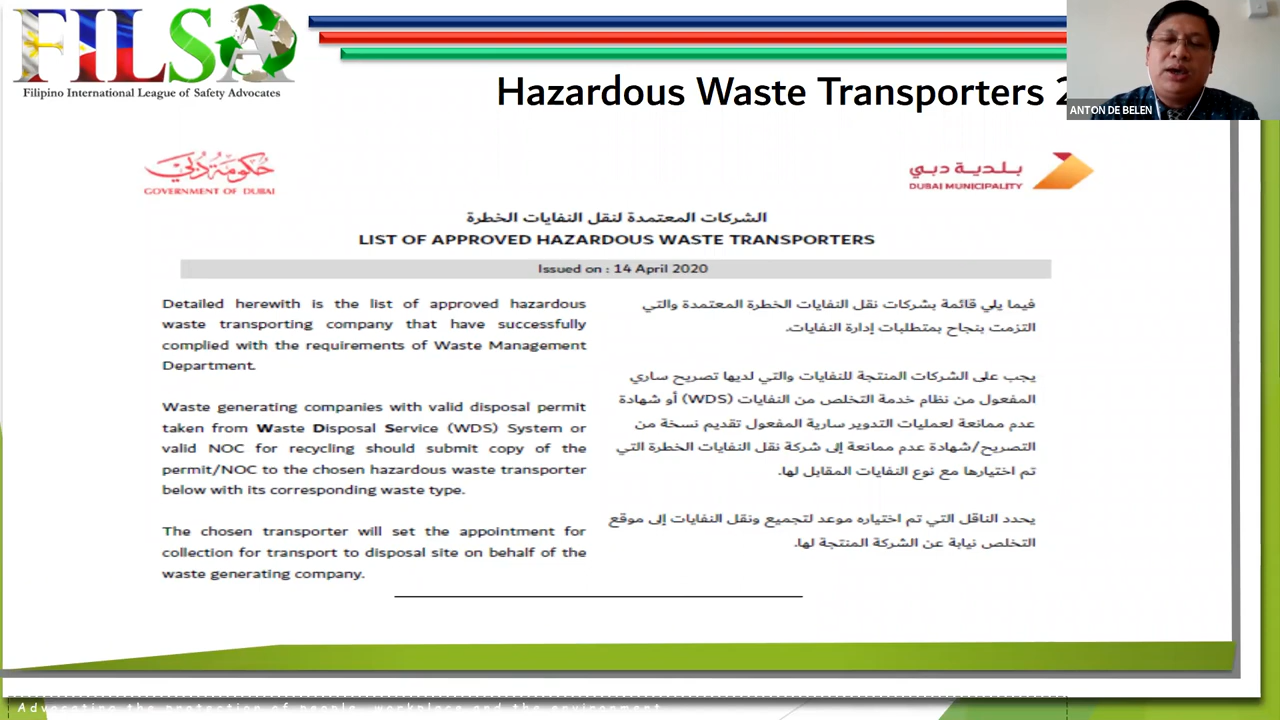 FILSA
Filipino International League of Safety Advocates
Hazardous Waste Transporters
ANTON DE BELEN
حكومة دبي
GOVERNMENT OF DUBAI
بلدية دبي
DUBAI MUNICIPALITY
الشركات المعتمدة لنقل النفايات الخطرة
LIST OF APPROVED HAZARDOUS WASTE TRANSPORTERS
Issued on : 14 April 2020
Detailed herewith is the list of approved hazardous
waste transporting company that have successfully
complied with the requirements of Waste Management
Department.
Waste generating companies with valid disposal permit
taken from Waste Disposal Service (WDS) System or
valid NOC for recycling should submit copy of the
permit/NOC to the chosen hazardous waste transporter
below with its corresponding waste type.
The chosen transporter will set the appointment for
collection for transport to disposal site on behalf of the
waste generating company.
فيما يلي قائمة بشركات نقل النفايات الخطرة المعتمدة والتي
التزمت بنجاح بمتطلبات إدارة النفايات.
يجب على الشركات المنتجة للنفايات والتي لديها تصريح ساري
المفعول من نظام خدمة التخلص من النفايات (WDS) أو شهادة
عدم ممانعة لعمليات التدوير سارية المفعول تقديم نسخة من
التصريح/شهادة عدم ممانعة إلى شركة نقل النفايات الخطرة التي
تم اختيارها مع نوع النفايات المقابل لها.
يحدد الناقل التي تم اختياره موعد لتجميع ونقل النفايات إلى موقع
التخلص نيابة عن الشركة المنتجة لها.
Advocating the protection of people, workplace and the environment